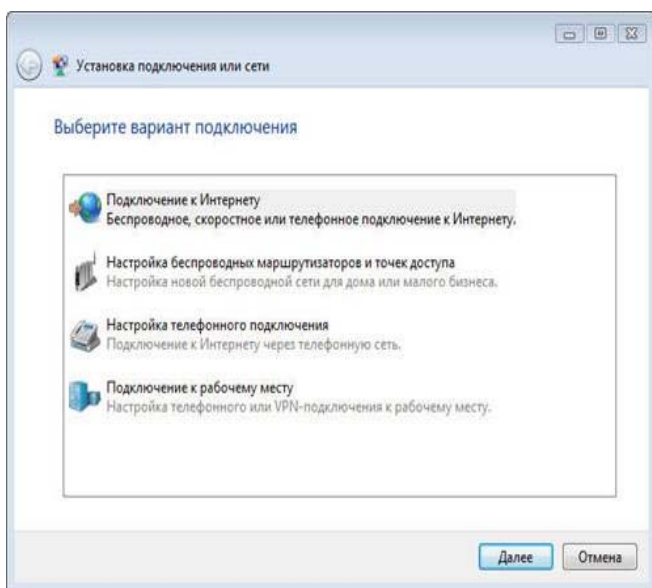 Установка подключения или сети
Выберите вариант подключения
Подключение к Интернету
Беспроводное, скоростное или телефонное подключение к Интернету.
Настройка беспроводных маршрутизаторов и точек доступа
Настройка новой беспроводной сети для дома или малого бизнеса.
Настройка телефонного подключения
Подключение к Интернету через телефонную сеть.
Подключение к рабочему месту
Настройка телефонного или VPN-подключения к рабочему месту.
Далее Отмена